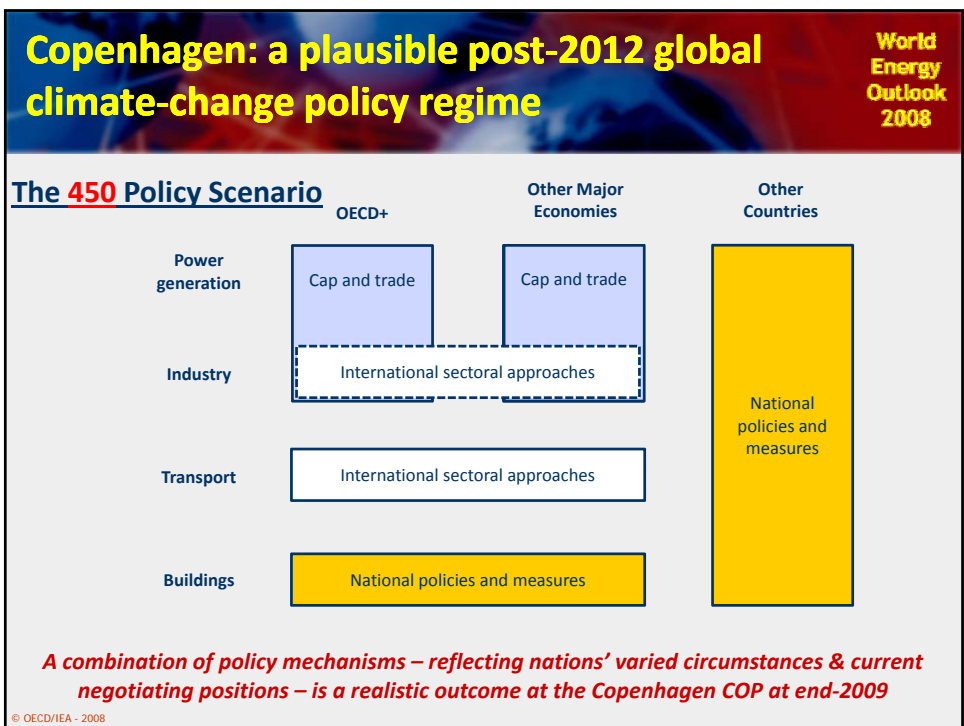 Copenhagen: a plausible post-2012 global
climate-change policy regime
World
Energy
Outlook
2008
The 450 Policy Scenario
OECD+
Other Major
Economies
Other
Countries
Power
generation
Cap and trade
Cap and trade
Industry
International sectoral approaches
National
policies and
measures
Transport
International sectoral approaches
Buildings
National policies and measures
A combination of policy mechanisms – reflecting nations’ varied circumstances & current
negotiating positions – is a realistic outcome at the Copenhagen COP at end-2009
© OECD/IEA - 2008